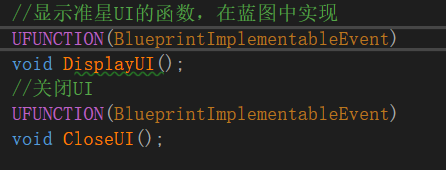 //显示准星UI的函数，在蓝图中实现
UFUNCTION(BlueprintImplementableEvent)
void DisplayUI();
//关闭UI
UFUNCTION(BlueprintImplementableEvent)
void CloseUI();